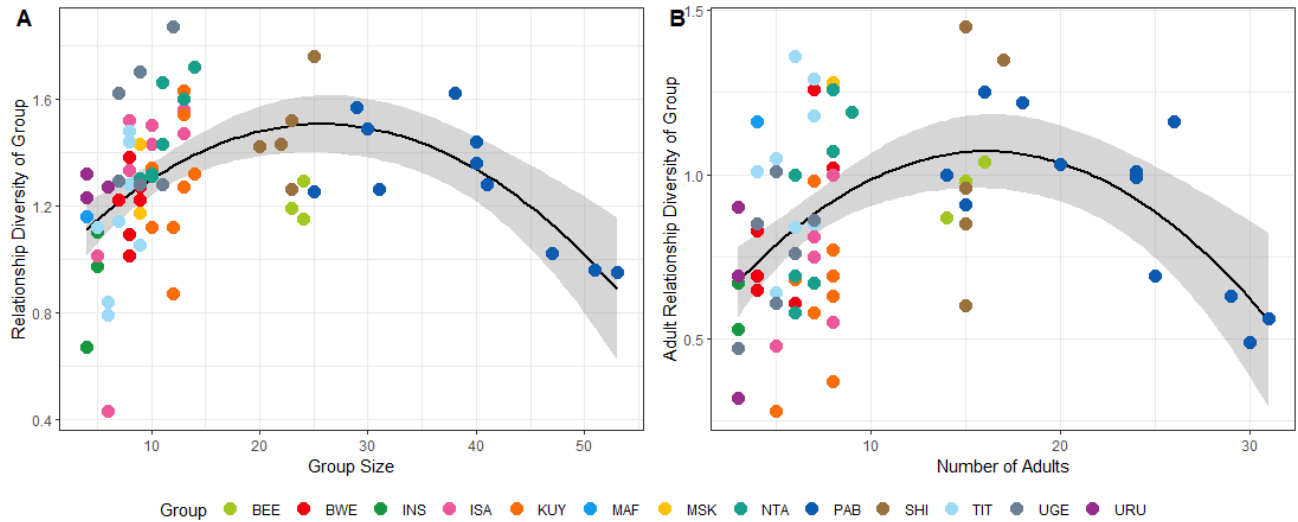 A
B
Relationship Diversity of Group
1.6
1.2
0.8
0.4
10
20
30
40
50
Group Size
Adult Relationship Diversity of Group
1.5
1.0
0.5
10
20
30
Number of Adults
Group BEE BWE INS ISA KUY MAF MSK NTA PAB SHI TIT UGE URU